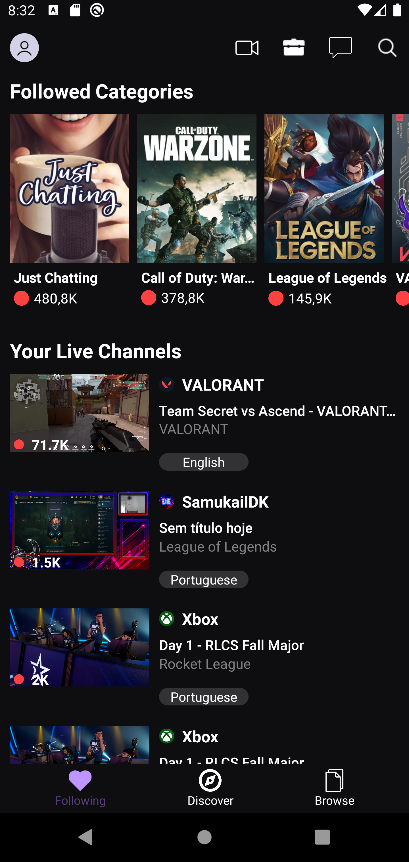 8:32
Followed Categories
Just Chatting
CALL OF DUTY
WARZONE
LEAGUE OF LEGENDS
Just Chatting
Call of Duty: War...
League of Legends
VA
480,8K
378,8K
145,9K
Your Live Channels
VALORANT
Team Secret vs Ascend - VALORANT...
VALORANT
71.7K
English
SamukailDK
Sem título hoje
League of Legends
1.5K
Portuguese
Xbox
Day 1 - RLCS Fall Major
Rocket League
2K
Portuguese
Xbox
Day 1 - RLCS Fall Major
Following
Discover
Browse